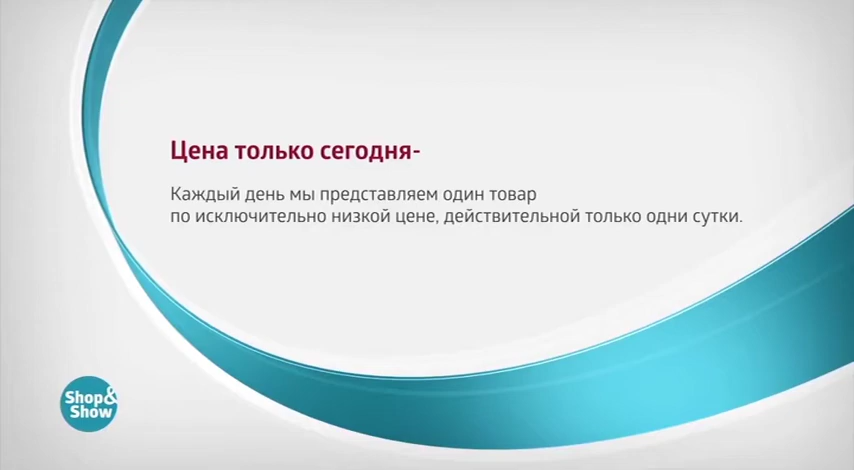 Цена только сегодня-
Каждый день мы представляем один товар
по исключительно низкой цене, действительной только одни сутки.
Shop&
Show